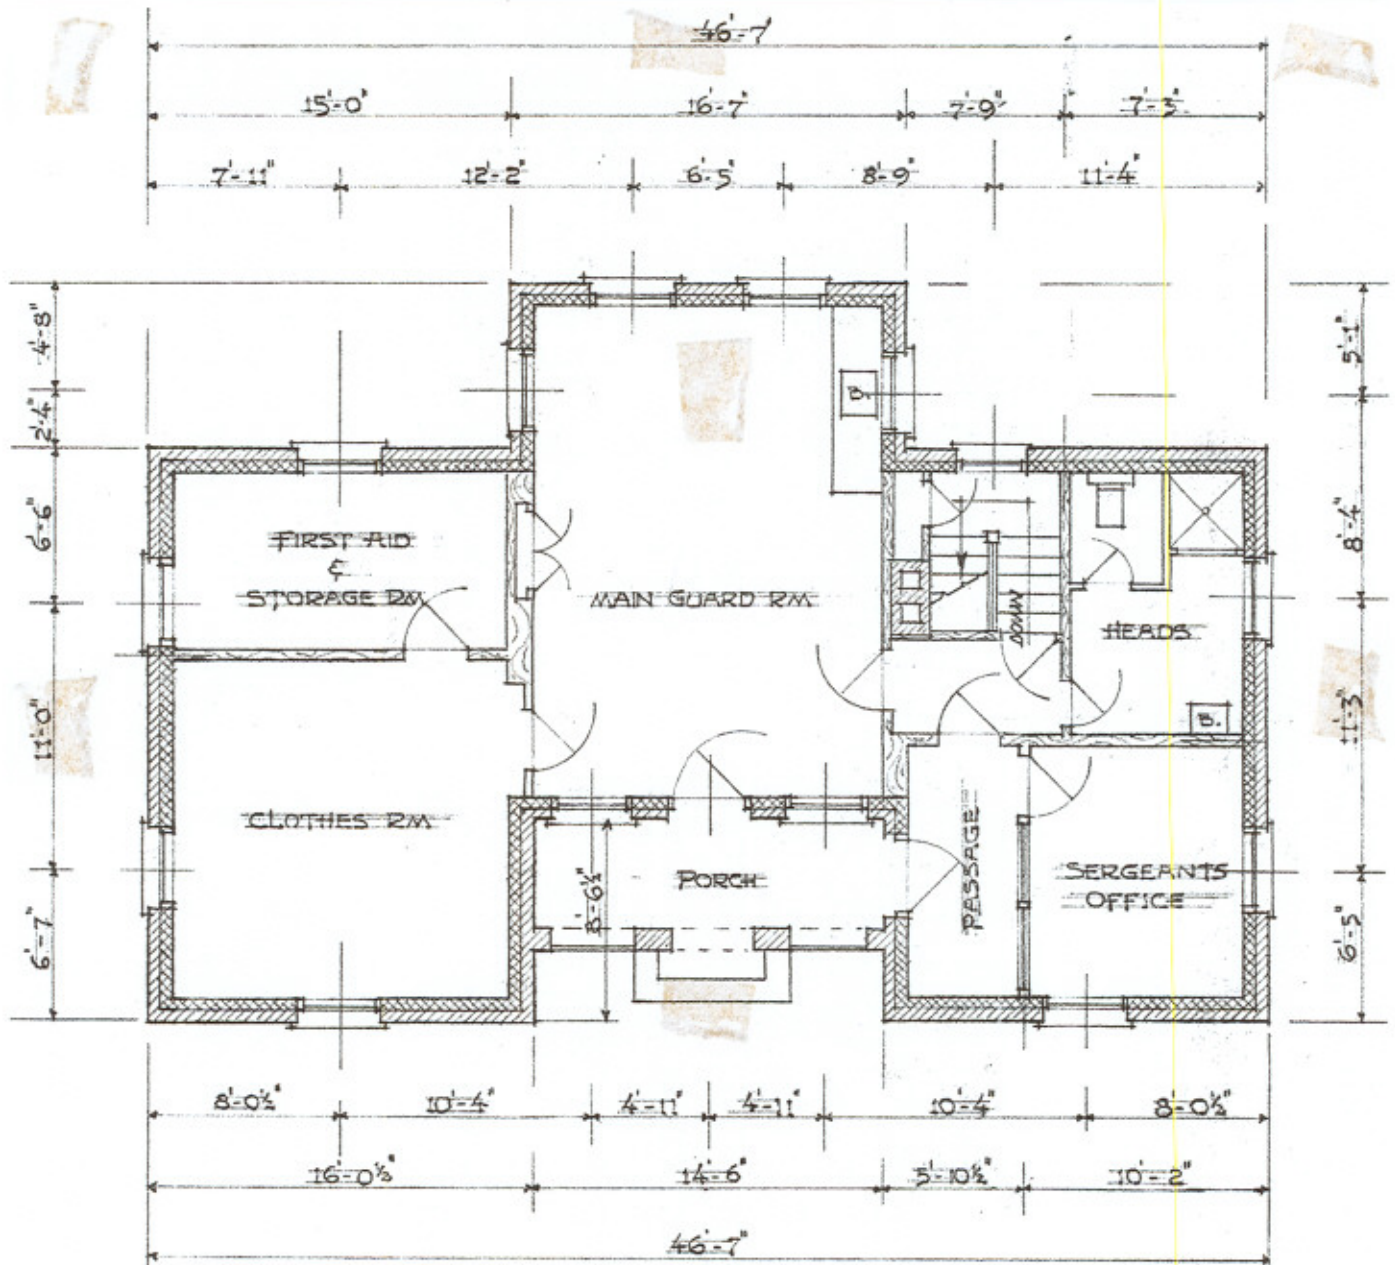 46'-7"
15'-0"
16'-7"
7'-9"
7'-3"
7'-11"
12'-2"
6'-5"
8'-9
11'-4"
4'-8"
2'-4"
6'-6"
11'-0"
6'-7"
5'-1"
8'-4"
11'-3"
6'-5"
FIRST AID
&
STORAGE RM
MAIN GUARD RM
DOWN
HEADS
B.
CLOTHES RM
PORCH
8'-6½"
PASSAGE
SERGEANTS
OFFICE
8'-0½"
10'-4"
4'-11"
4'-11"
10'-4"
8'-0½"
16'-0½"
14'-6"
5'-10½"
10'-2"
46'-7"